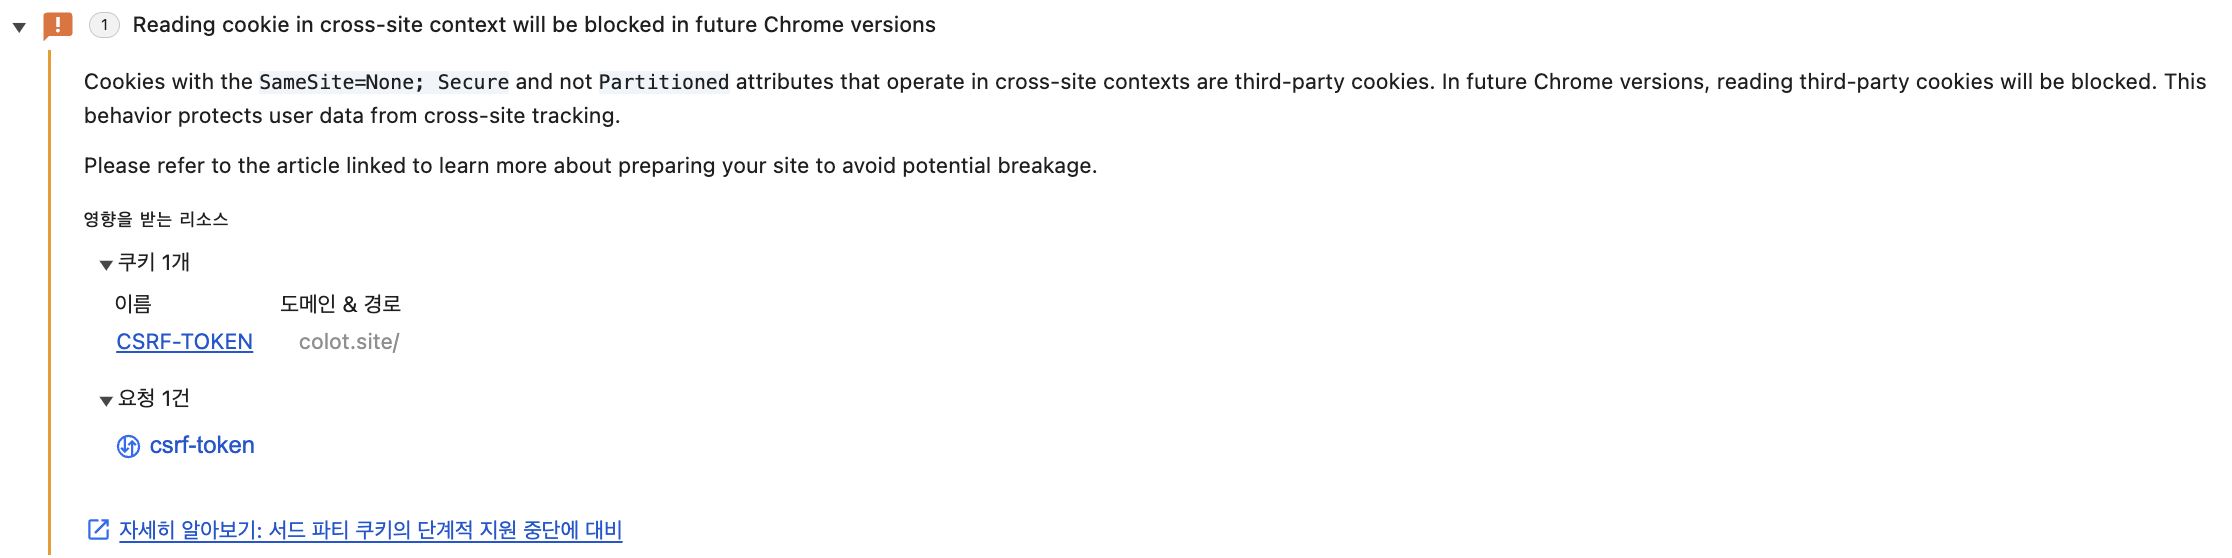 1 Reading cookie in cross-site context will be blocked in future Chrome versions
Cookies with the SameSite=None; Secure and not Partitioned attributes that operate in cross-site contexts are third-party cookies. In future Chrome versions, reading third-party cookies will be blocked. This
behavior protects user data from cross-site tracking.
Please refer to the article linked to learn more about preparing your site to avoid potential breakage.
영향을 받는 리소스
쿠키 1개
이름 도메인 & 경로
CSRF-TOKEN colot.site/
요청 1건
csrf-token
자세히 알아보기: 서드 파티 쿠키의 단계적 지원 중단에 대비